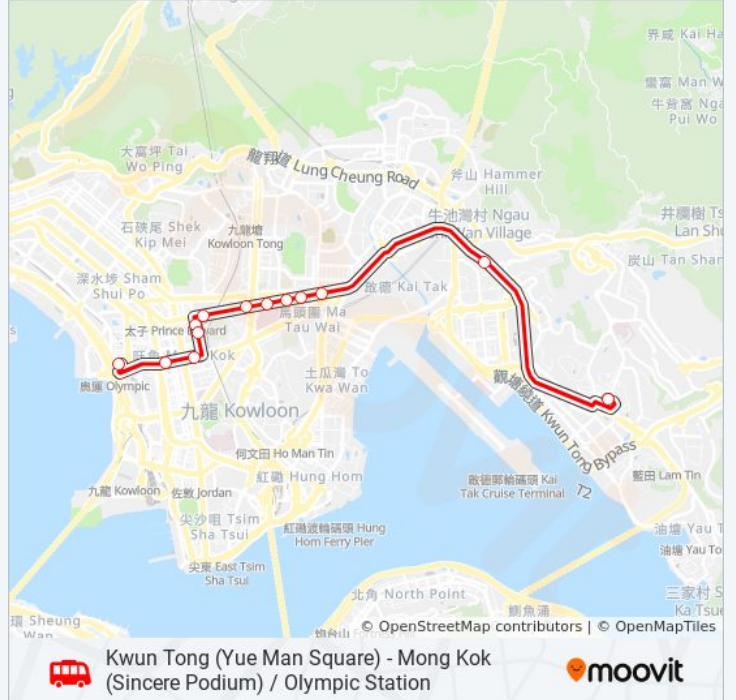 界咸 Kai Ha
蠻窩 Man W
牛背窩 Nga
Pui Wo
大窩坪 Tai
Wo Ping
龍翔道 Lung Cheung Road
斧山 Hammer
Hill
牛池灣村 Ngau
Van Village
井欄樹 Ts
Lan Shu
炭山 Tan Shan
石硤尾 Shek
Kip Mei
九龍塘
Kowloon Tong
深水埗 Sham
Shui Po
啟德 Kai Tak
馬頭圍 Ma
Tau Wai
太子 Prince
旺角
Kok
奧運 Olympic
土瓜灣 To
Kwa Wan
九龍 Kowloon
觀塘繞道 Kwun Tong Bypass
何文田 Ho Man Tin
紅磡 Hung Hom
啟德郵輪碼頭 Kai
Tak Cruise Terminal
T2
藍田 Lam Tin
九龍 Kowloon
佐敦 Jordan
尖沙咀 Tsim
Sha Tsui
紅磡渡輪碼頭 Hung
Hom Ferry Pier
油塘 Yau T
油塘 Yau To
尖東 East Tsim
Sha Tsui
北角 North Point
三家村 S
Ka Tsue
鰂魚涌
環 Sheung
Wan
© OpenStreetMap contributors | © OpenMapTiles
Kwun Tong (Yue Man Square) - Mong Kok
(Sincere Podium) / Olympic Station
moovit